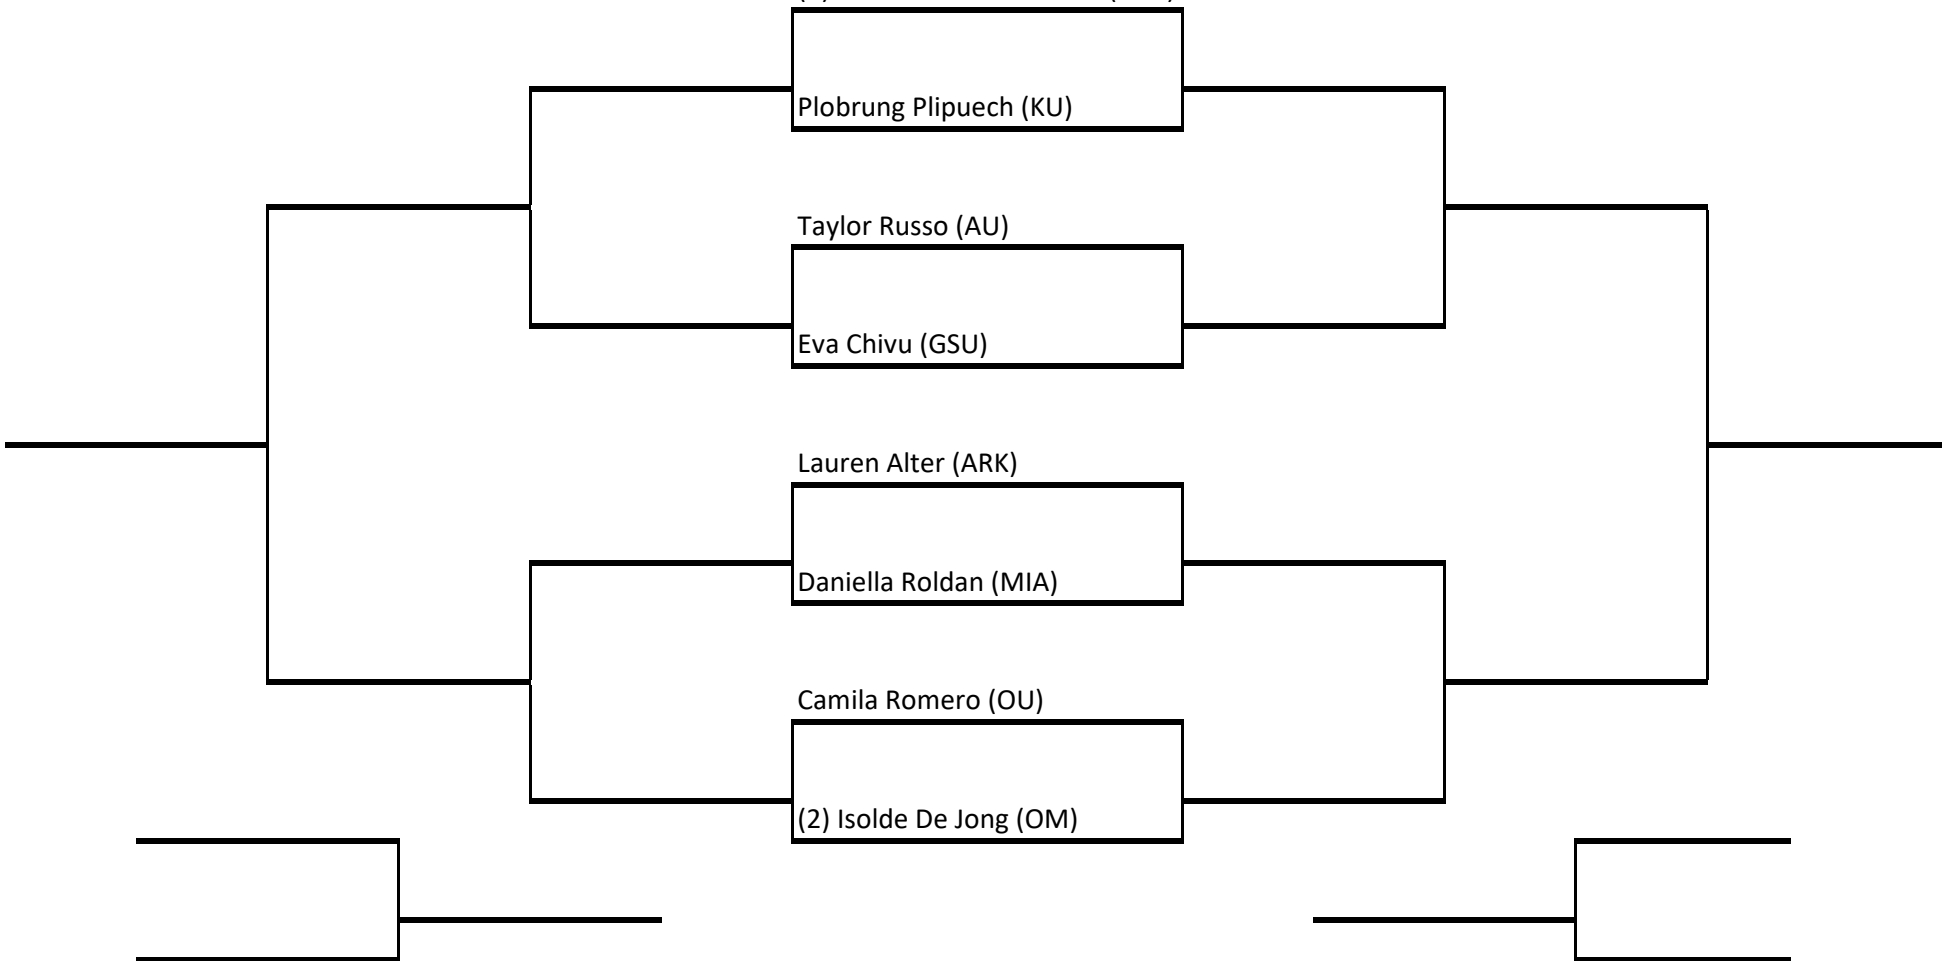 Plobrung Plipuech (KU)
Taylor Russo (AU)
Eva Chivu (GSU)
Lauren Alter (ARK)
Daniella Roldan (MIA)
Camila Romero (OU)
(2) Isolde De Jong (OM)